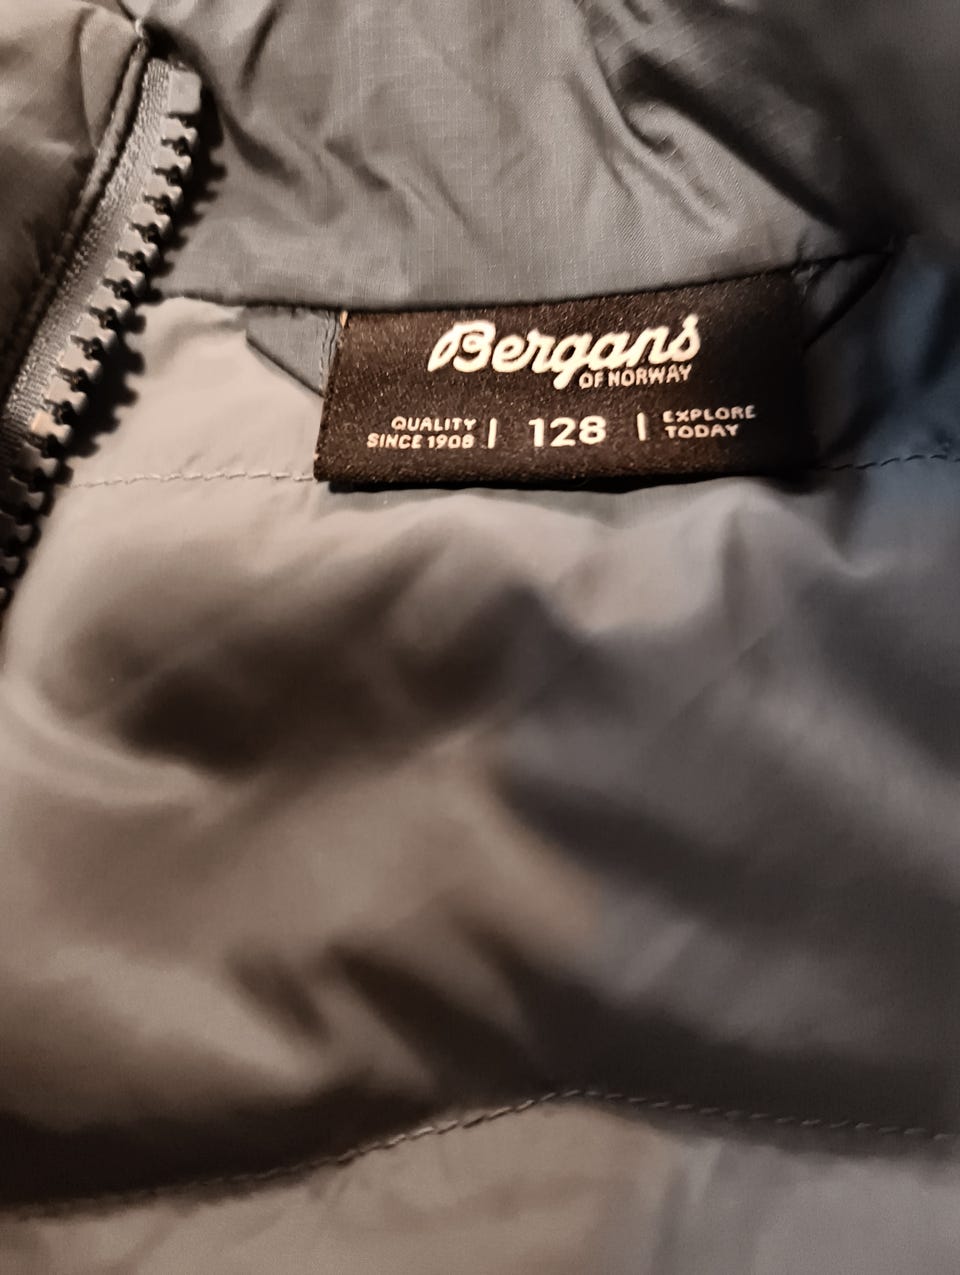 Bergans
OF NORWAY
QUALITY
SINCE 1908
128
EXPLORE
TODAY